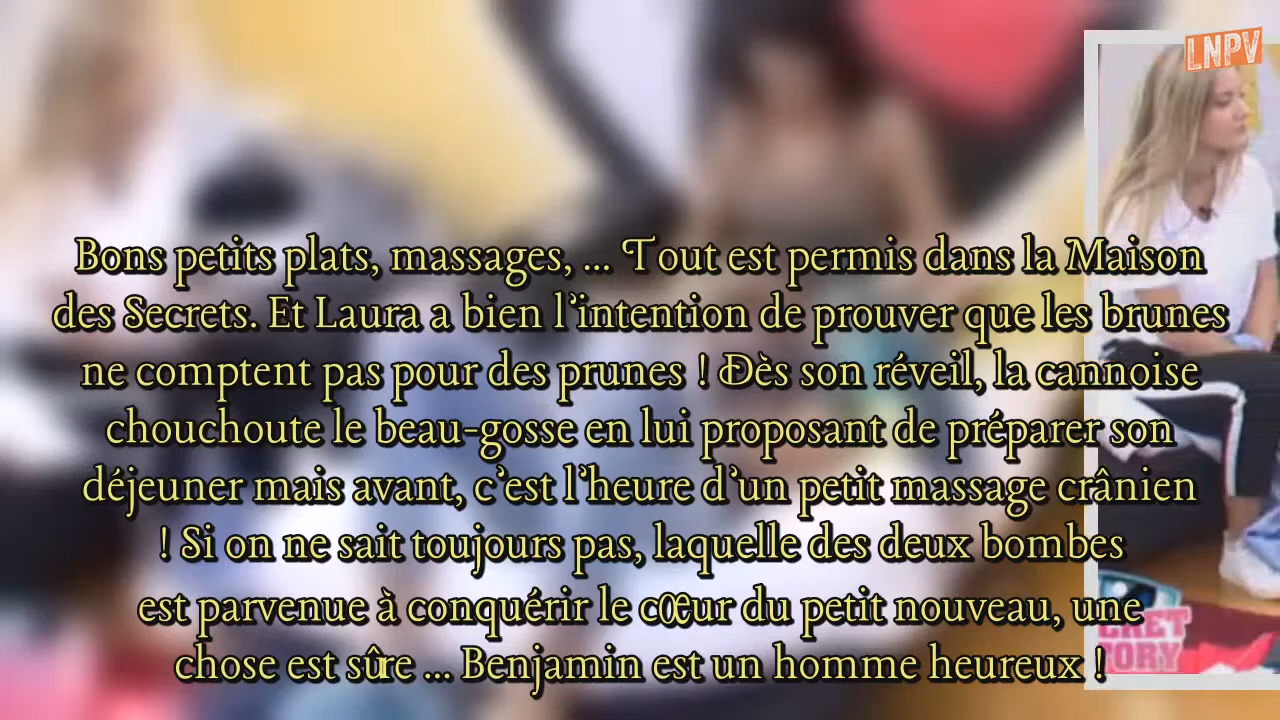 LNPV
Bons petits plats, massages, ... Tout est permis dans la Maison
des Secrets. Et Laura a bien l'intention de prouver que les brunes
ne comptent pas pour des prunes ! Dès son réveil, la cannoise
chouchoute le beau-gosse en lui proposant de préparer son
déjeuner mais avant, c'est l'heure d'un petit massage crânien
! Si on ne sait toujours pas, laquelle des deux bombes
est parvenue à conquérir le cœur du petit nouveau, une
chose est sûre ... Benjamin est un homme heureux !
CRET
TORY